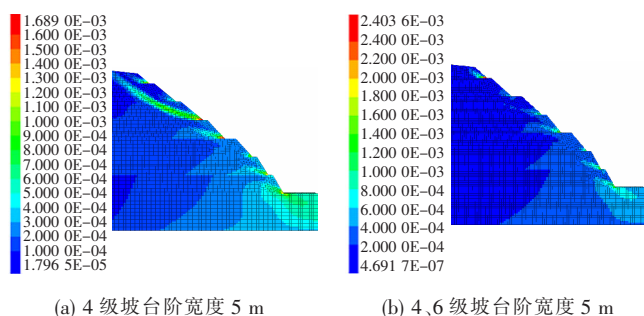 1.689 0E-03
1.600 0E-03
1.500 0E-03
1.400 0E-03
1.300 0E-03
1.200 0E-03
1.100 0E-03
1.000 0E-03
9.000 0E-04
8.000 0E-04
7.000 0E-04
6.000 0E-04
5.000 0E-04
4.000 0E-04
3.000 0E-04
2.000 0E-04
1.000 0E-04
1.796 5E-05
(a) 4 级坡台阶宽度 5 m
2.403 6E-03
2.200 0E-03
2.000 0E-03
1.800 0E-03
1.600 0E-03
1.400 0E-03
1.200 0E-03
1.000 0E-03
8.000 0E-04
6.000 0E-04
4.000 0E-04
2.000 0E-04
4.691 7E-07
(b) 4、6 级坡台阶宽度 5 m